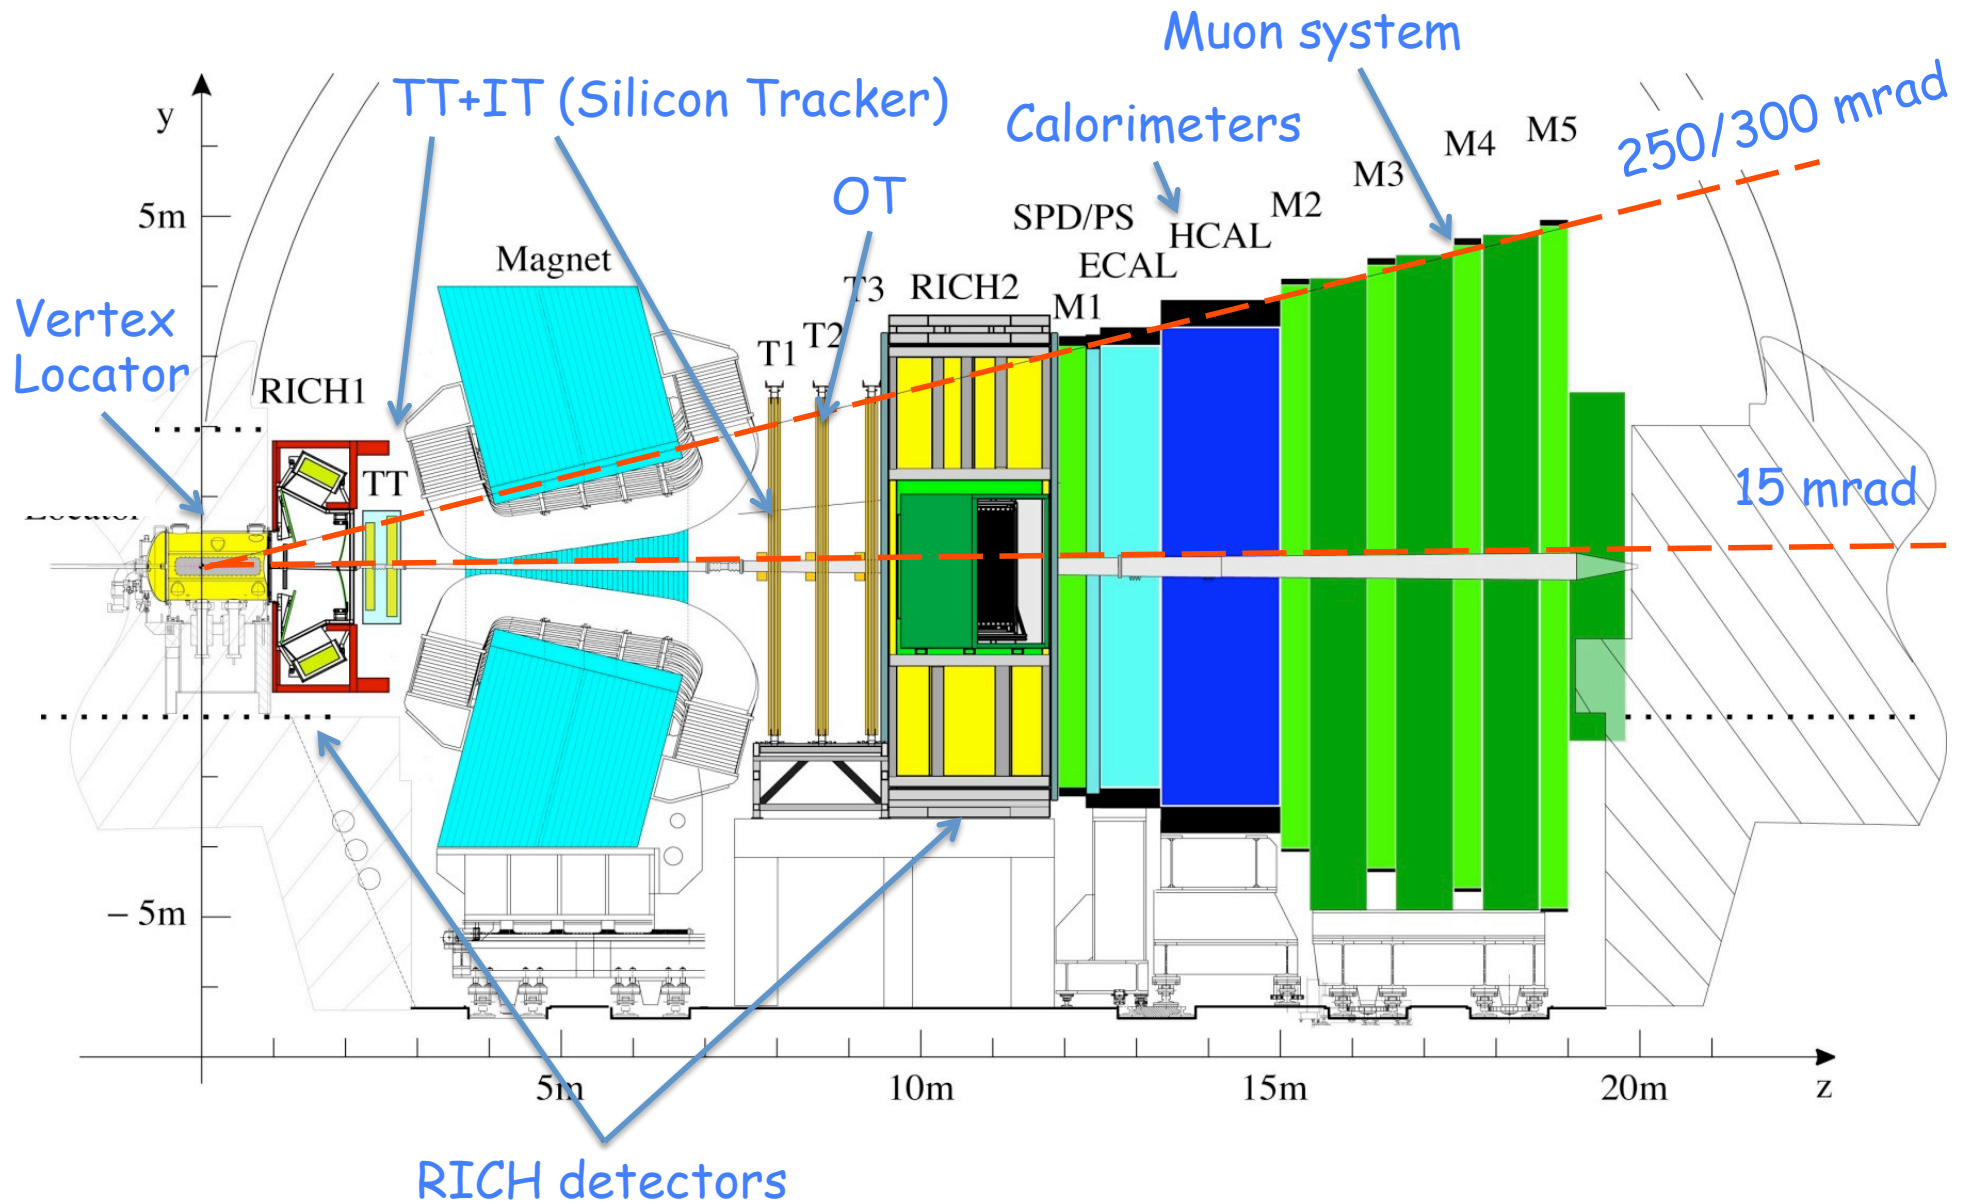 Muon system
TT+IT (Silicon Tracker)
Calorimeters
250/300 mrad
y
M5
M4
M3
OT
M2
5m
SPD/PS
HCAL
ECAL
Magnet
T3
RICH2
M1
Vertex
Locator
T2
T1
RICH1
TT
15 mrad
Locator
− 5m
5m
10m
15m
20m
z
RICH detectors